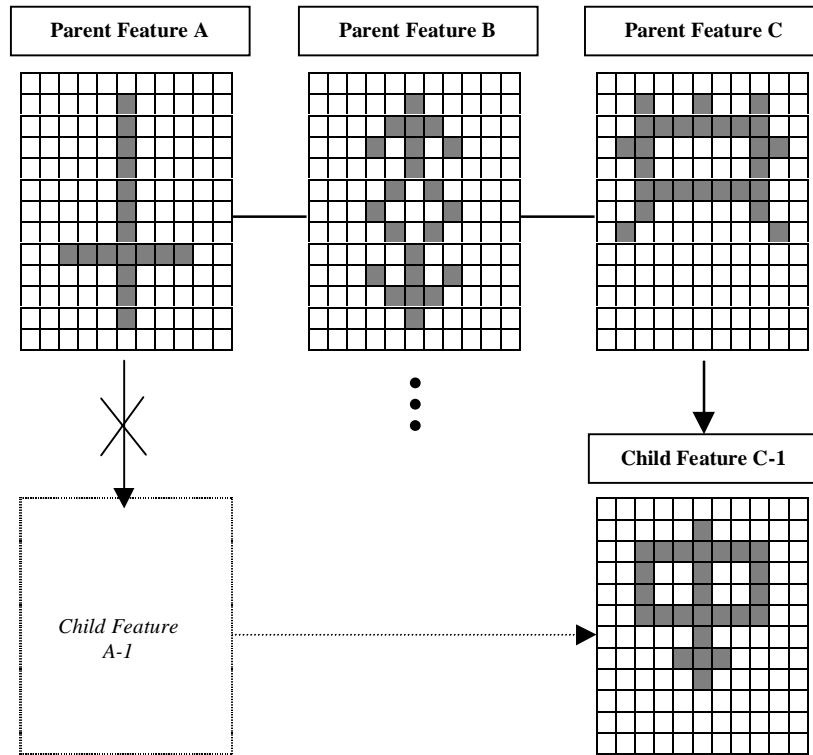 Parent Feature A
Parent Feature B
Parent Feature C
Child Feature C-1
Child Feature
A-1